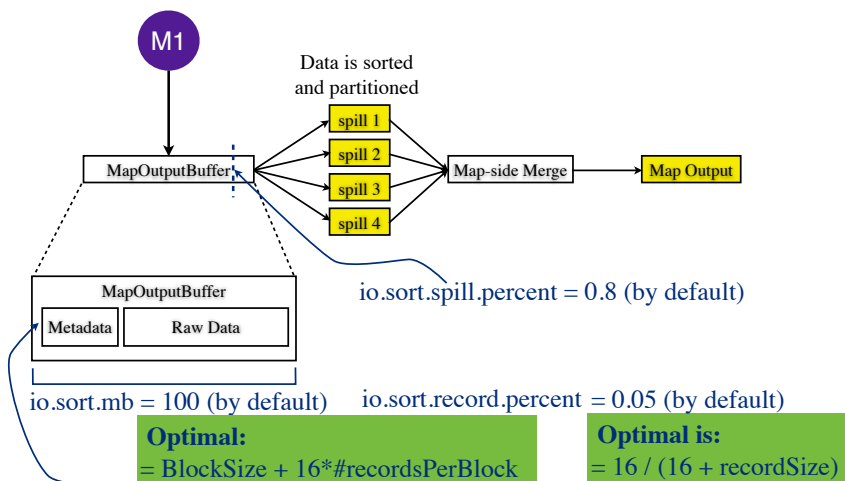 M1
Data is sorted
and partitioned
spill 1
spill 2
spill 3
spill 4
MapOutputBuffer
Map-side Merge
Map Output
MapOutputBuffer
Metadata
Raw Data
io.sort.spill.percent = 0.8 (by default)
io.sort.mb = 100 (by default)
io.sort.record.percent = 0.05 (by default)
Optimal:
= BlockSize + 16*#recordsPerBlock
Optimal is:
= 16 / (16 + recordSize)